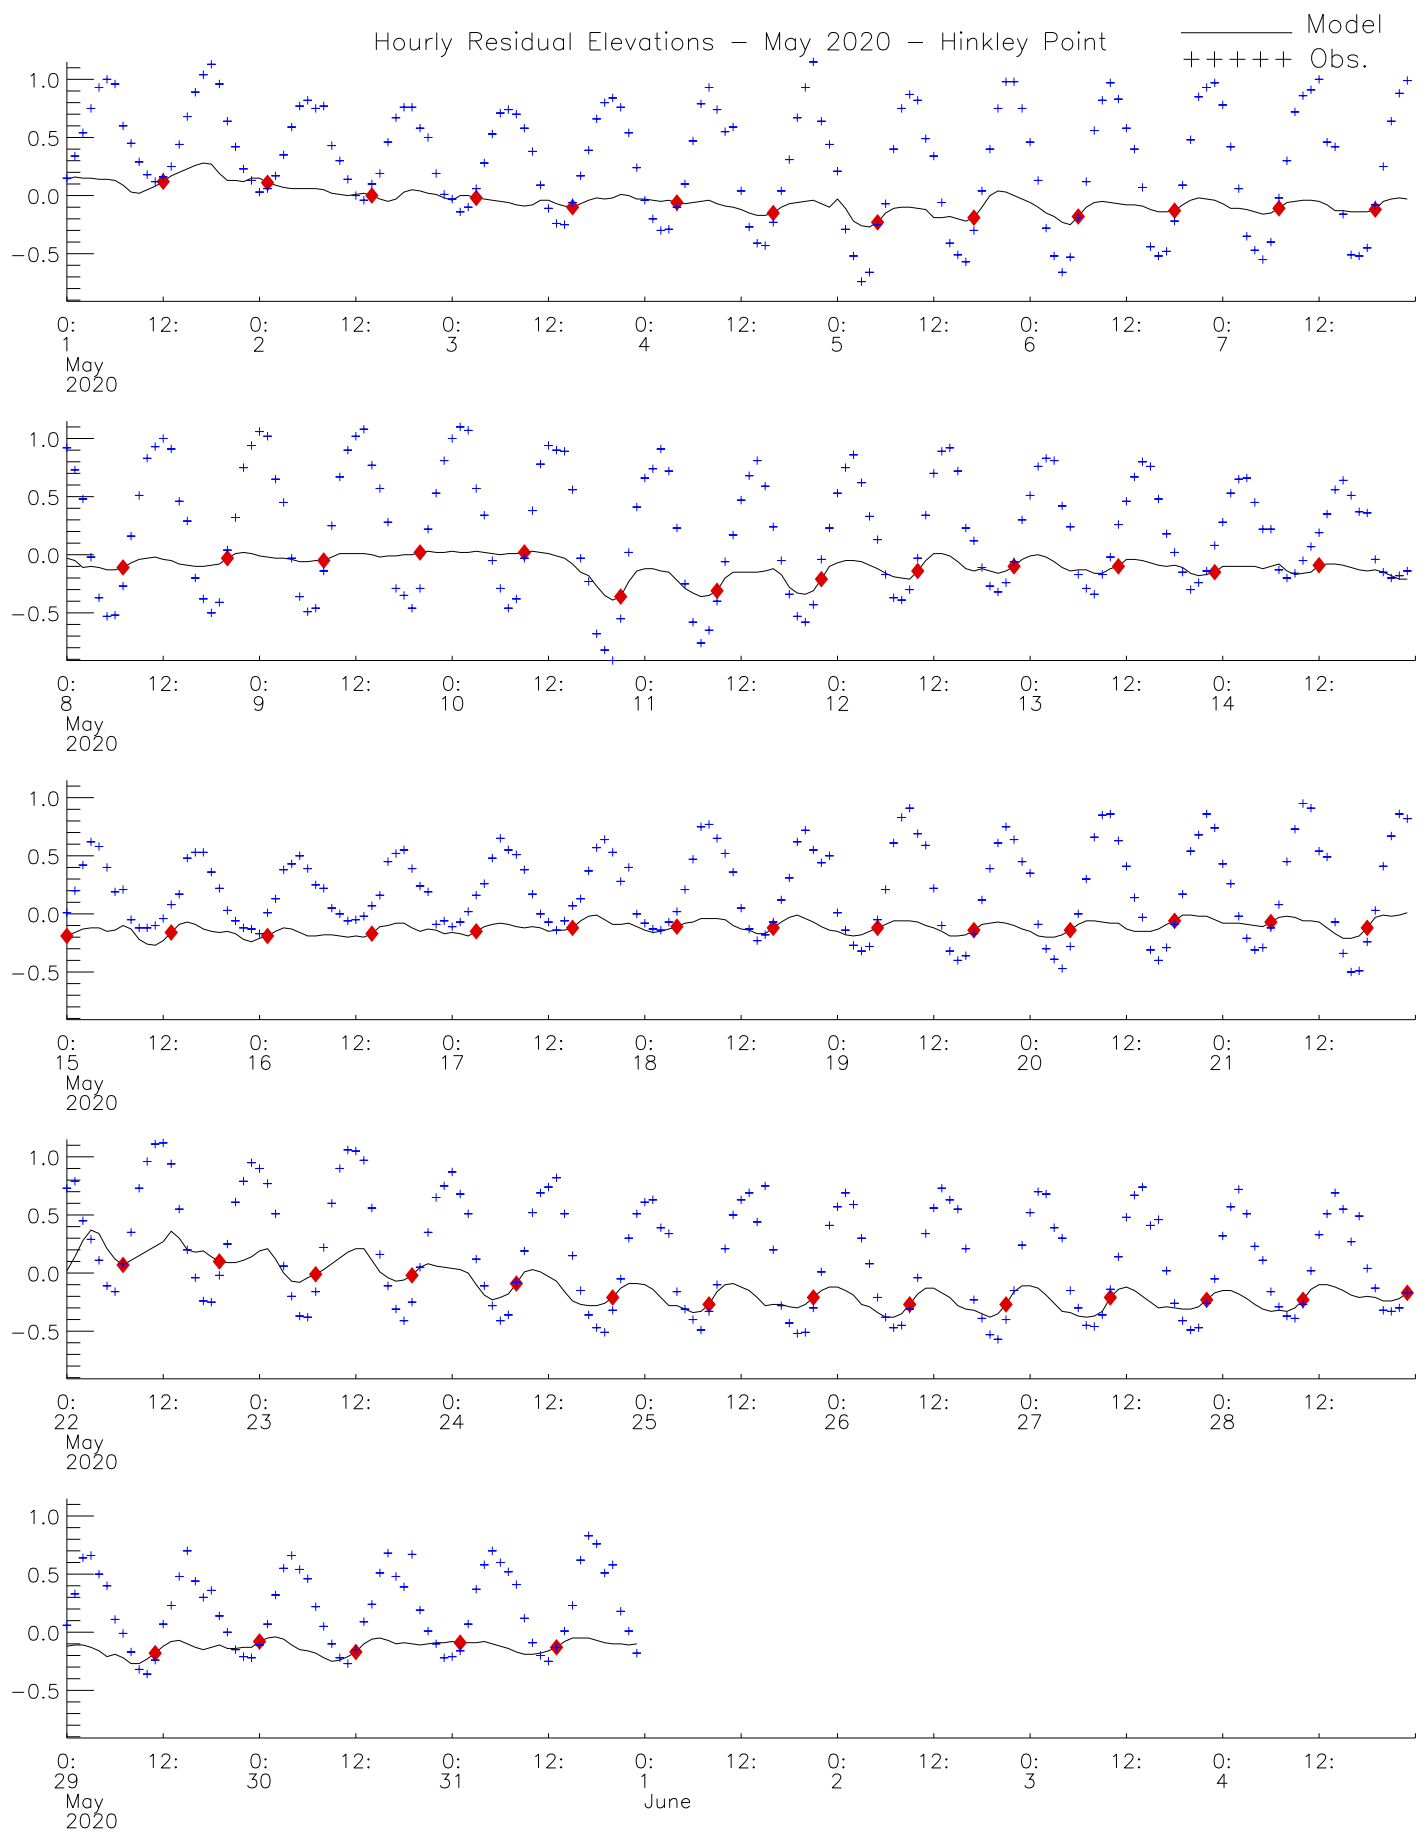 Hourly Residual Elevations − May 2020 − Hinkley Point
Model
+++++ Obs.
1.0
0.5
0.0
−0.5
0: 12: 0: 12: 0: 12: 0: 12: 0: 12: 0: 12: 0: 12:
1 2 3 4 5 6 7
May
2020
1.0
0.5
0.0
−0.5
0: 12: 0: 12: 0: 12: 0: 12: 0: 12: 0: 12: 0: 12:
8 9 10 11 12 13 14
May
2020
1.0
0.5
0.0
−0.5
0: 12: 0: 12: 0: 12: 0: 12: 0: 12: 0: 12: 0: 12:
15 16 17 18 19 20 21
May
2020
1.0
0.5
0.0
−0.5
0: 12: 0: 12: 0: 12: 0: 12: 0: 12: 0: 12: 0: 12:
22 23 24 25 26 27 28
May
2020
1.0
0.5
0.0
−0.5
0: 12: 0: 12: 0: 12: 0: 12: 0: 12: 0: 12: 0: 12:
29 30 31 1 2 3 4
May June
2020